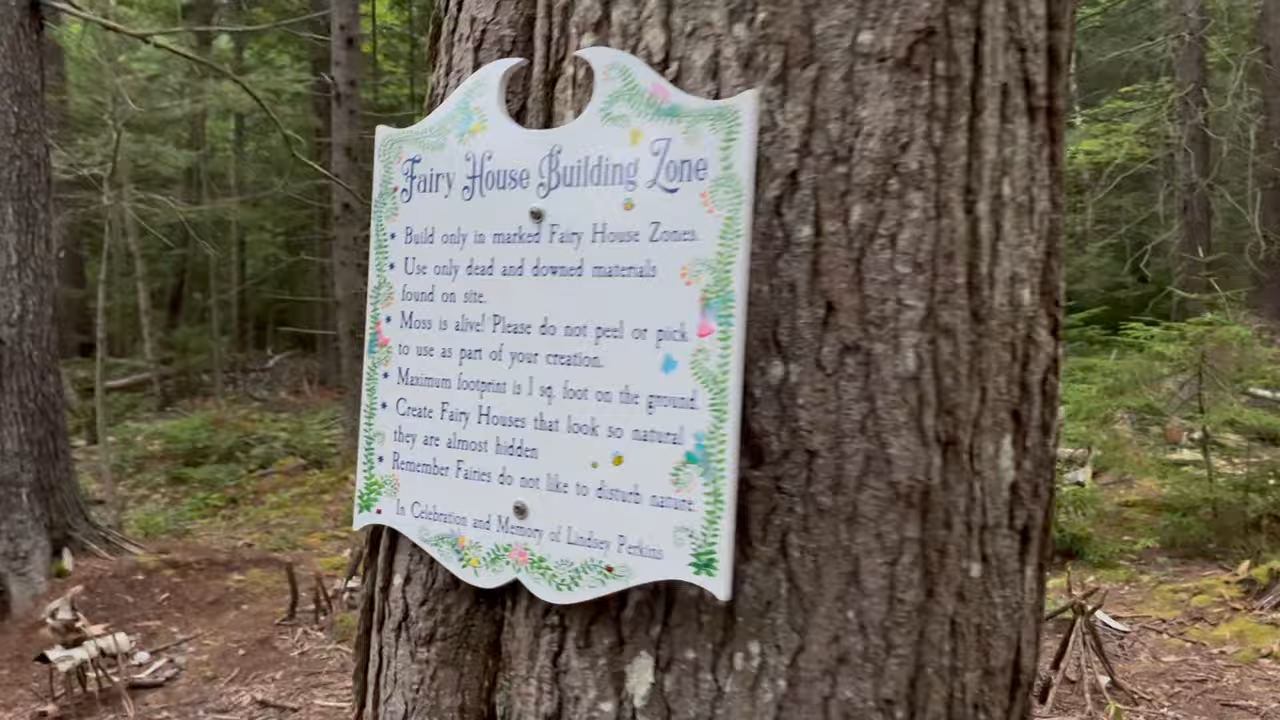 Fairy House Building Zone
* Build only in marked Fairy House Zones.
* Use only dead and downed materials
found on site.
* Moss is alive! Please do not peel or pick
to use as part of your creation.
* Maximum footprint is 1 sq. foot on the ground.
* Create Fairy Houses that look so natural
they are almost hidden
* Remember Fairies do not like to disturb nature.
In Celebration and Memory of Lindsey Perkins